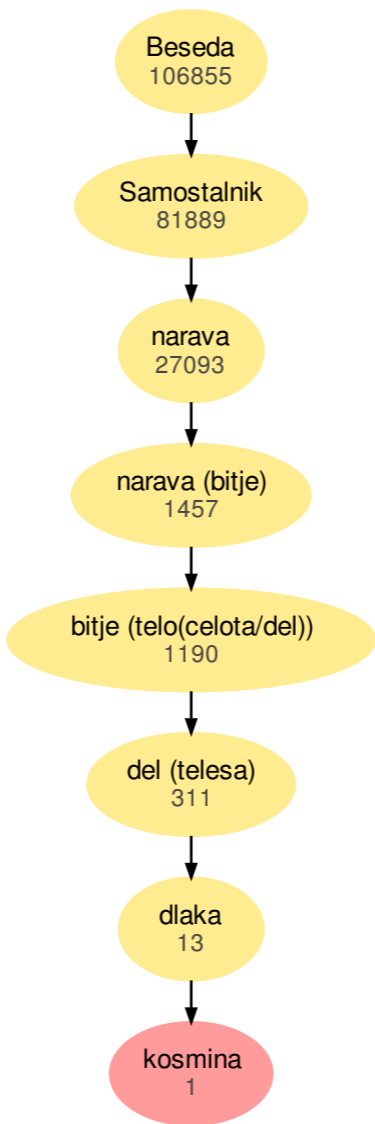 Beseda
106855
Samostalnik
81889
narava
27093
narava (bitje)
1457
bitje (telo(celota/del))
1190
del (telesa)
311
dlaka
13
kosmina
1